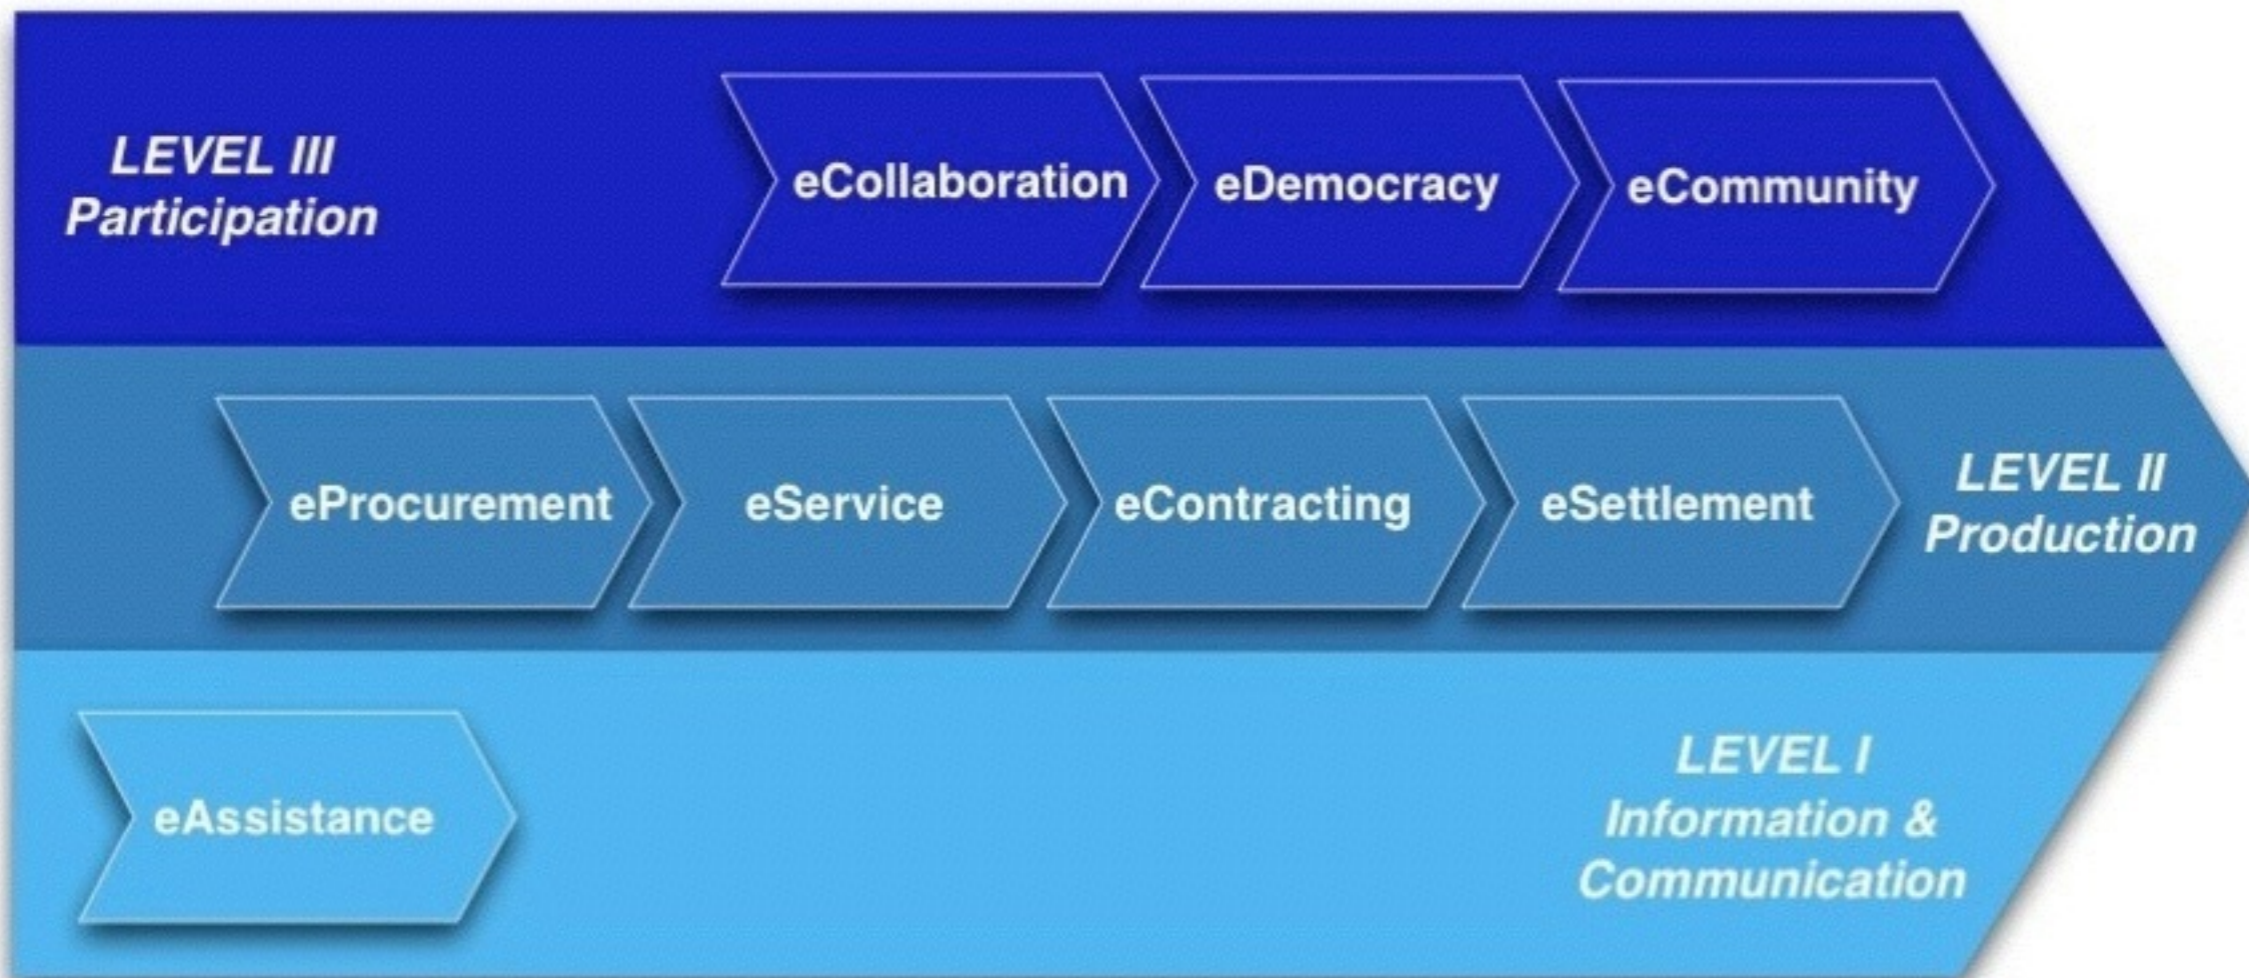 LEVEL III
Participation
eCollaboration
eDemocracy
eCommunity
eProcurement
eService
eContracting
eSettlement
LEVEL II
Production
eAssistance
LEVEL I
Information &
Communication